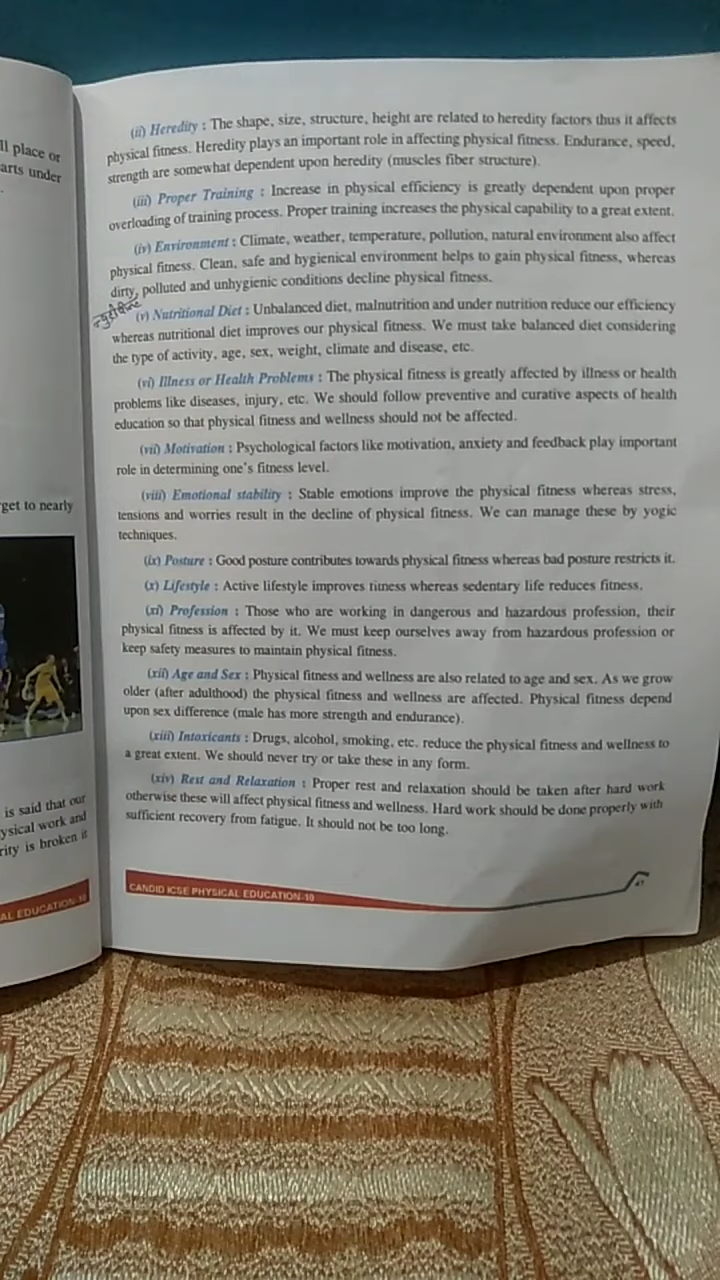 ll place or
arts under
get to nearly
is said that our
ysical work and
rity is broken it
AL EDUCATION-10
(ii) Heredity : The shape, size, structure, height are related to heredity factors thus it affects
physical fitness. Heredity plays an important role in affecting physical fitness. Endurance, speed,
strength are somewhat dependent upon heredity (muscles fiber structure).
(iii) Proper Training : Increase in physical efficiency is greatly dependent upon proper
overloading of training process. Proper training increases the physical capability to a great extent.
(iv) Environment : Climate, weather, temperature, pollution, natural environment also affect
physical fitness. Clean, safe and hygienical environment helps to gain physical fitness, whereas
dirty, polluted and unhygienic conditions decline physical fitness.
(v) Nutritional Diet : Unbalanced diet, malnutrition and under nutrition reduce our efficiency
whereas nutritional diet improves our physical fitness. We must take balanced diet considering
the type of activity, age, sex, weight, climate and disease, etc.
(vi) Illness or Health Problems : The physical fitness is greatly affected by illness or health
problems like diseases, injury, etc. We should follow preventive and curative aspects of health
education so that physical fitness and wellness should not be affected.
(vii) Motivation : Psychological factors like motivation, anxiety and feedback play important
role in determining one's fitness level.
(viii) Emotional stability : Stable emotions improve the physical fitness whereas stress,
tensions and worries result in the decline of physical fitness. We can manage these by yogic
techniques.
(ix) Posture : Good posture contributes towards physical fitness whereas bad posture restricts it.
(x) Lifestyle : Active lifestyle improves fitness whereas sedentary life reduces fitness.
(xi) Profession : Those who are working in dangerous and hazardous profession, their
physical fitness is affected by it. We must keep ourselves away from hazardous profession or
keep safety measures to maintain physical fitness.
(xii) Age and Sex : Physical fitness and wellness are also related to age and sex. As we grow
older (after adulthood) the physical fitness and wellness are affected. Physical fitness depend
upon sex difference (male has more strength and endurance).
(xiii) Intoxicants : Drugs, alcohol, smoking, etc. reduce the physical fitness and wellness to
a great extent. We should never try or take these in any form.
(xiv) Rest and Relaxation : Proper rest and relaxation should be taken after hard work
otherwise these will affect physical fitness and wellness. Hard work should be done properly with
sufficient recovery from fatigue. It should not be too long.
CANDID ICSE PHYSICAL EDUCATION-10